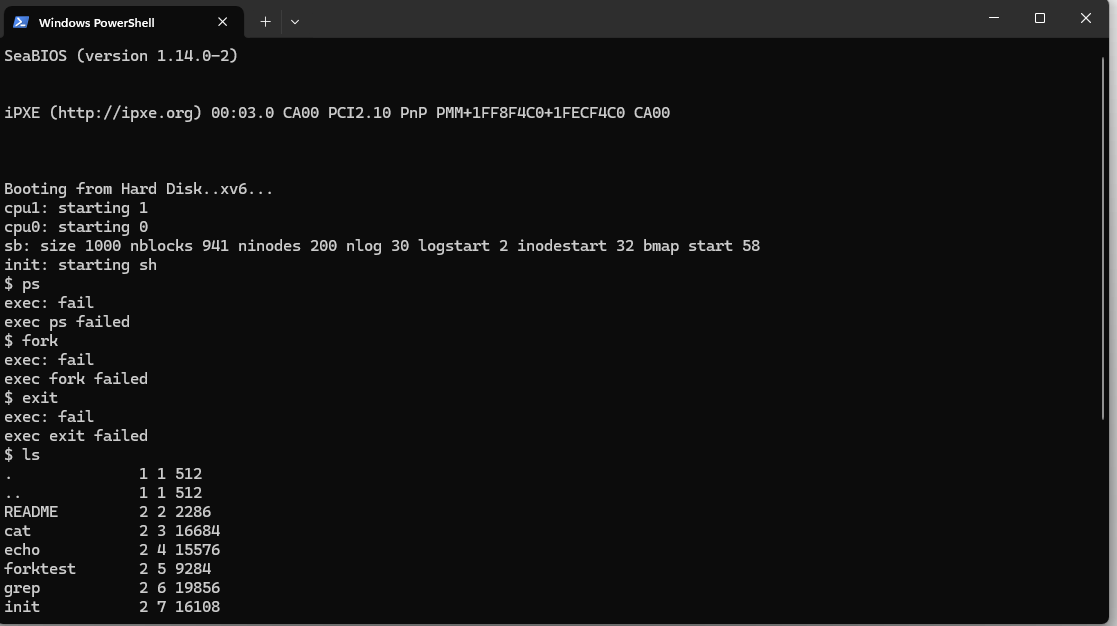 Windows PowerShell
SeaBIOS (version 1.14.0-2)
iPXE (http://ipxe.org) 00:03.0 CA00 PCI2.10 PnP PMM+1FF8F4C0+1FECF4C0 CA00
Booting from Hard Disk..xv6...
cpu1: starting 1
cpu0: starting 0
sb: size 1000 nblocks 941 ninodes 200 nlog 30 logstart 2 inodestart 32 bmap start 58
init: starting sh
$ ps
exec: fail
exec ps failed
$ fork
exec: fail
exec fork failed
$ exit
exec: fail
exec exit failed
$ ls
. 1 1 512
.. 1 1 512
README 2 2 2286
cat 2 3 16684
echo 2 4 15576
forktest 2 5 9284
grep 2 6 19856
init 2 7 16108